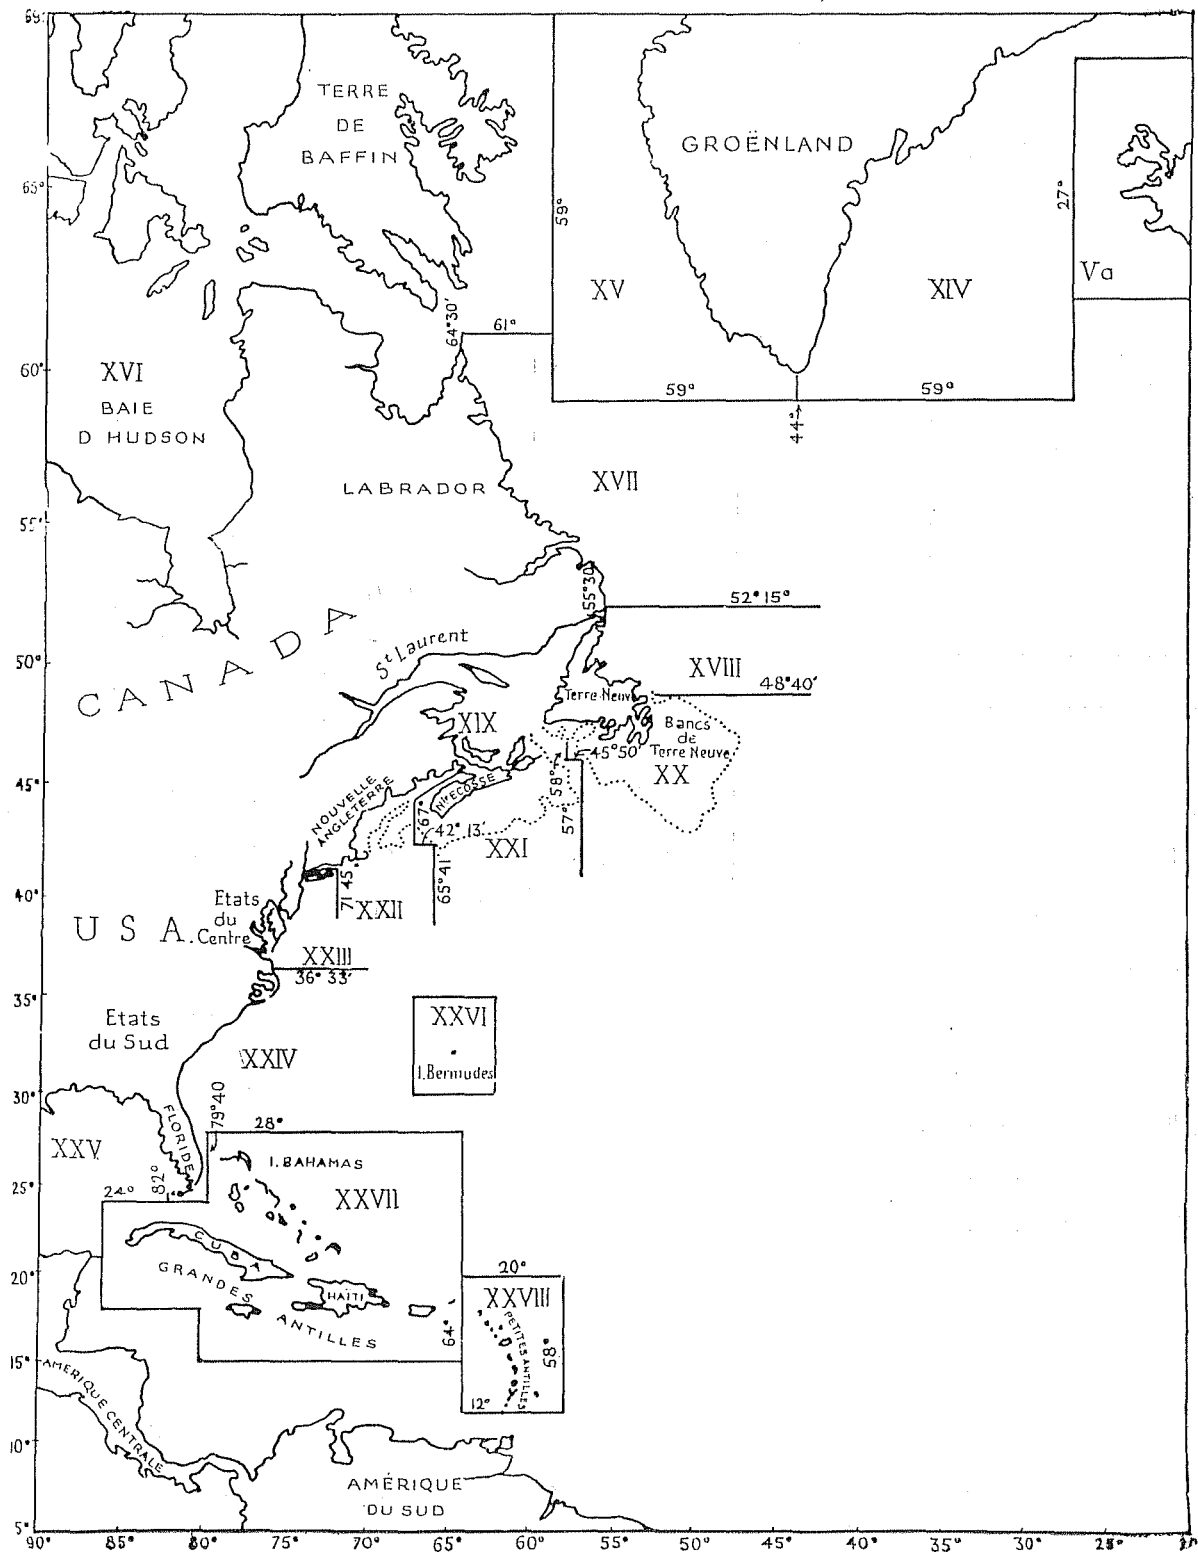 69°
TERRE
DE
BAFFIN
GROËNLAND
65°
59°
27°
XV
XIV
Va
64°30'
61°
60°
XVI
BAIE
D HUDSON
59°
59°
44°
LABRADOR
XVII
55°
55°30'
52°15°
CANADA
St Laurent
50°
XVIII
48°40'
Terre-Neuve
XIX
Bancs
de
Terre Neuve
45°50'
XX
58°
45°
NOUVELLE
ANGLETERRE
Nlle ECOSSE
67°
42°.13'
57°
XXI
65°41
71°45'
40°
Etats
du
Centre
U S A.
XXII
XXIII
36° 33'
35°
Etats
du Sud
XXVI
I.Bermudes
XXIV
30°
79°40
28°
FLORIDE
XXV
I.BAHAMAS
82°
25°
24°
XXVII
CUBA
GRANDES
ANTILLES
HAÏTI
20°
20°
XXVIII
PETITES ANTILLES
64°
58°
15°
12°
AMÉRIQUE CENTRALE
10°
AMÉRIQUE
DU SUD
5°
90° 85° 80° 75° 70° 65° 60° 55° 50° 45° 40° 35° 30° 25° 20°